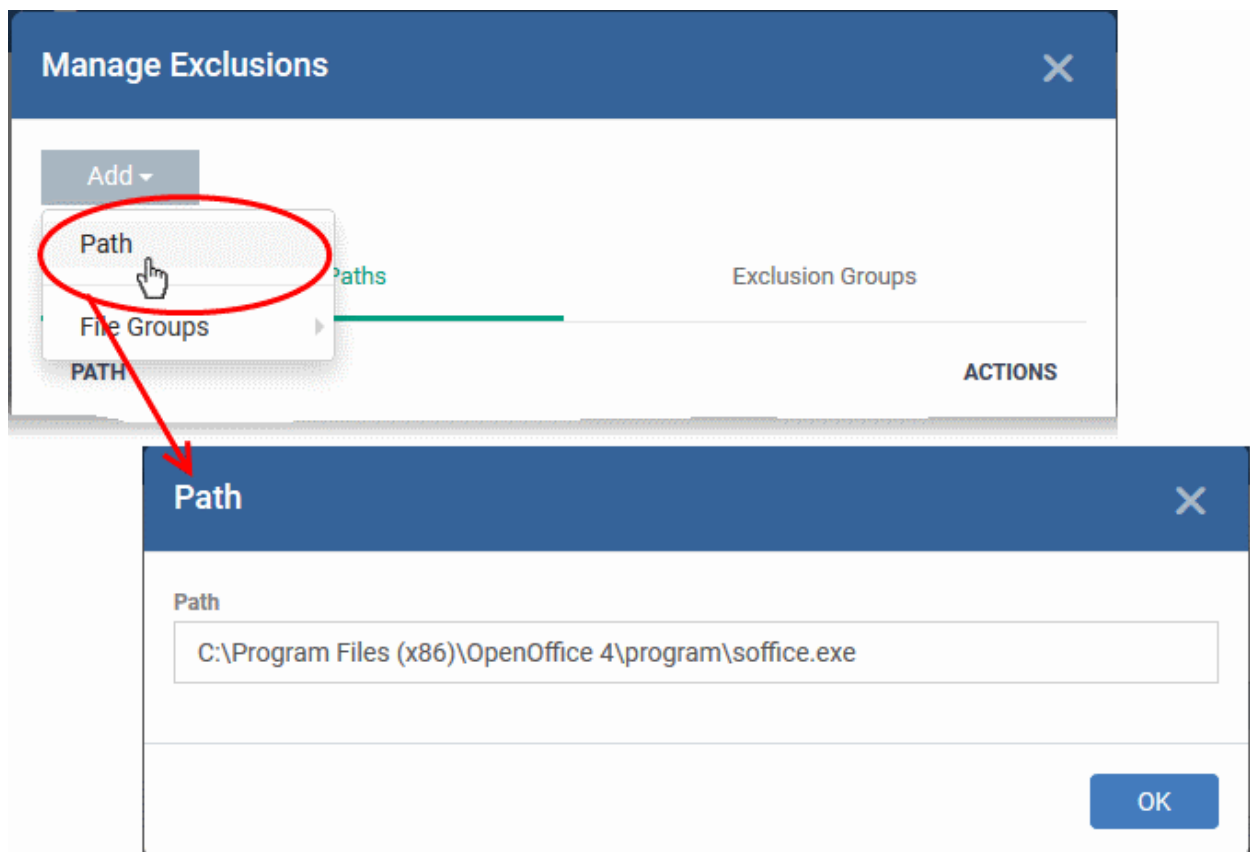 Manage Exclusions
Add
Path
Paths Exclusion Groups
File Groups
PATH ACTIONS
Path
Path
C:\Program Files (x86)\OpenOffice 4\program\soffice.exe
OK